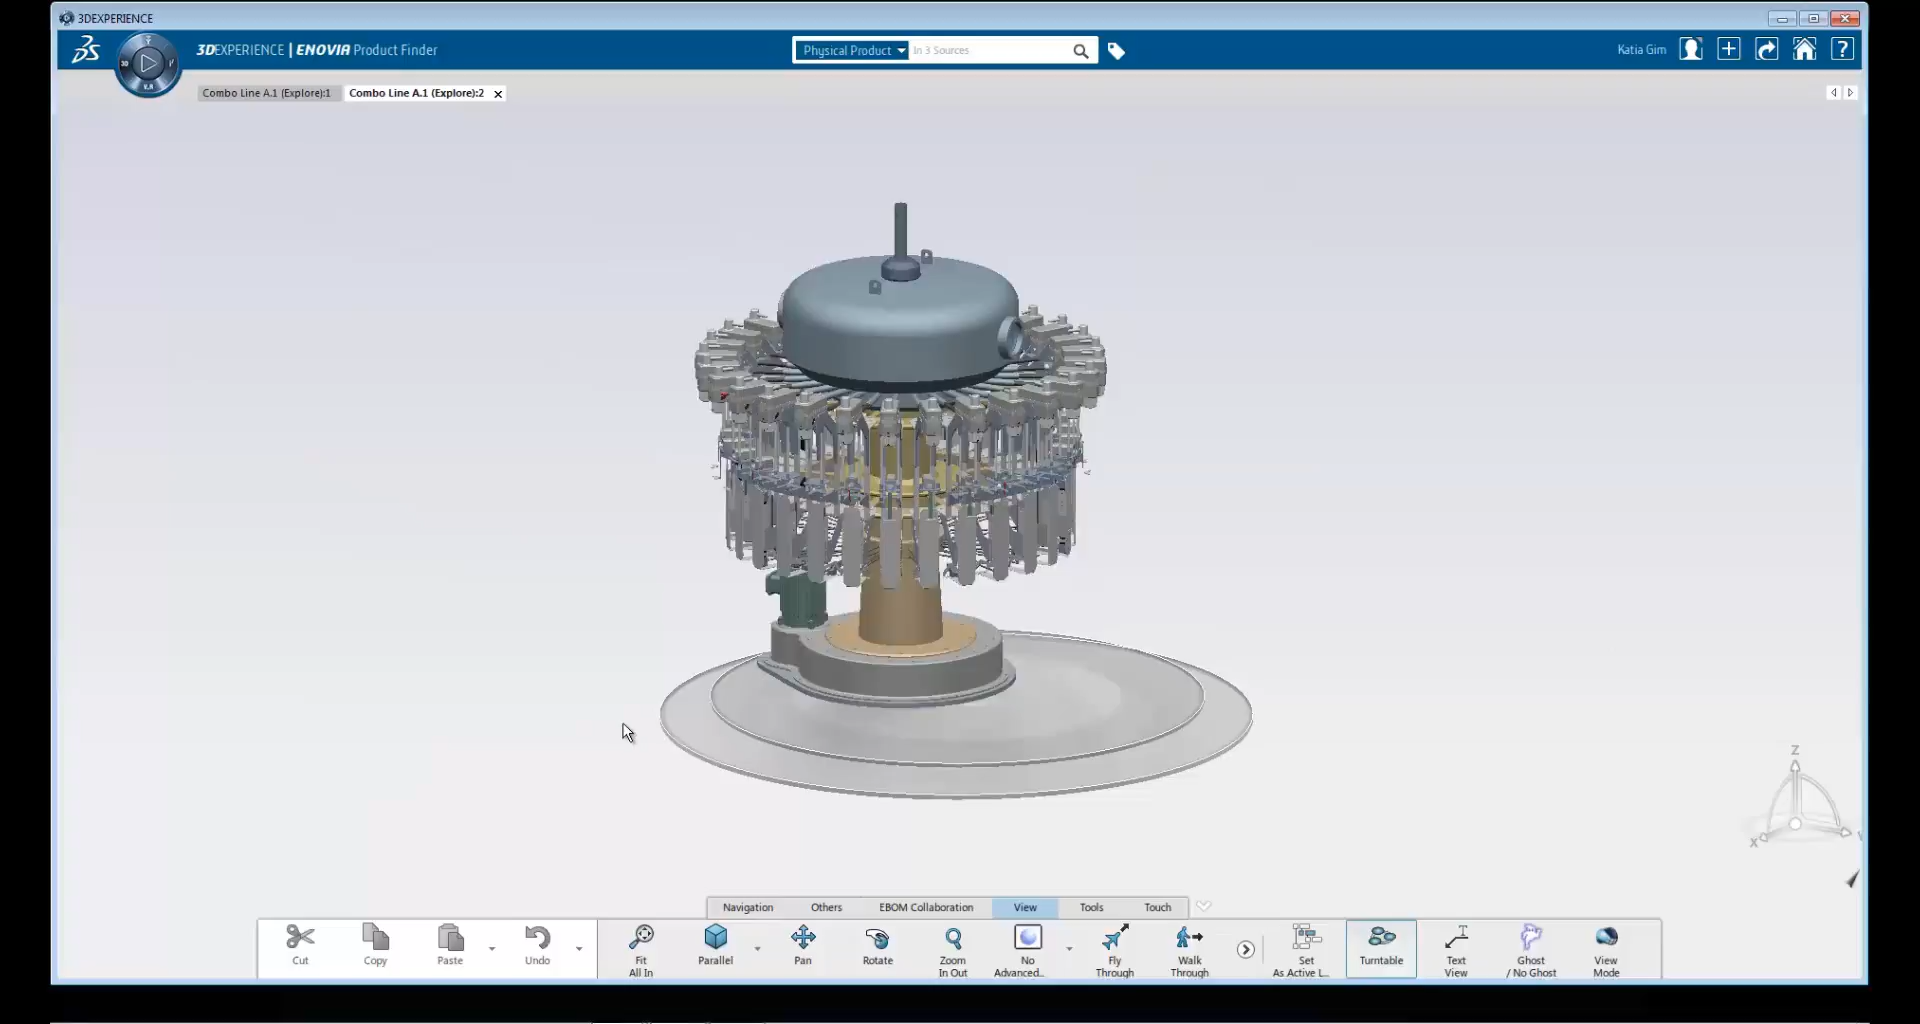 3DEXPERIENCE
3DEXPERIENCE | ENOVIA Product Finder
Physical Product
In 3 Sources
Katia Gim
3D
V.R
Combo Line A.1 (Explore):1
Combo Line A.1 (Explore):2
Z
X
Navigation
Others
EBOM Collaboration
View
Tools
Touch
Cut
Copy
Paste
Undo
Fit
All In
Parallel
Pan
Rotate
Zoom
In Out
No
Advanced...
Fly
Through
Walk
Through
Set
As Active L...
Turntable
Text
View
Ghost
/ No Ghost
View
Mode